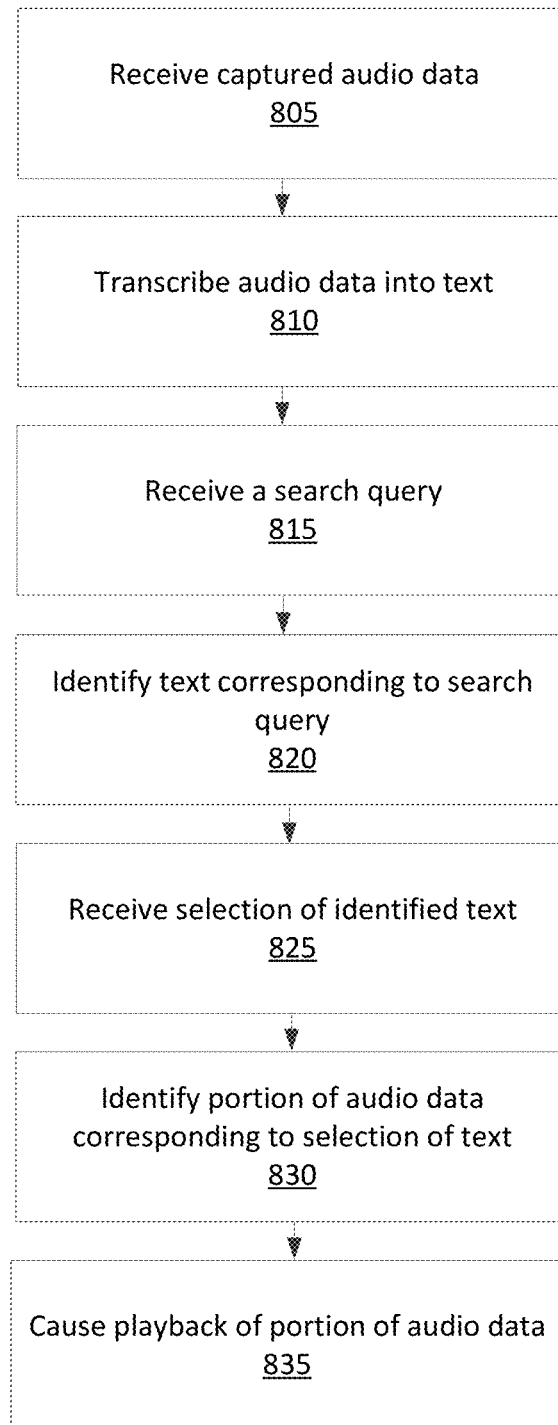 Receive captured audio data
805
Transcribe audio data into text
810
Receive a search query
815
Identify text corresponding to search
query
820
Receive selection of identified text
825
Identify portion of audio data
corresponding to selection of text
830
Cause playback of portion of audio data
835